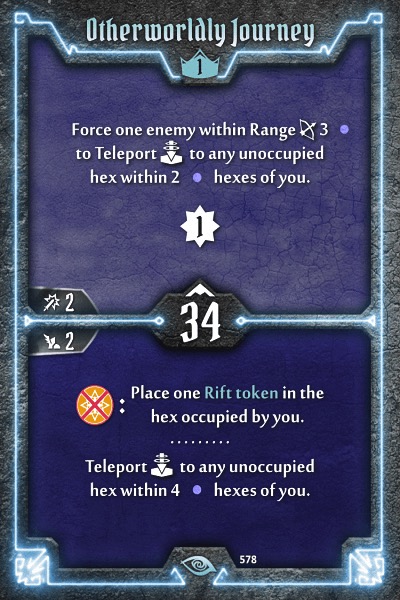 Otherworldly Journey
1
Force one enemy within Range 3
to Teleport to any unoccupied
hex within 2 hexes of you.
1
2
34
2
: Place one Rift token in the
hex occupied by you.
Teleport to any unoccupied
hex within 4 hexes of you.
578